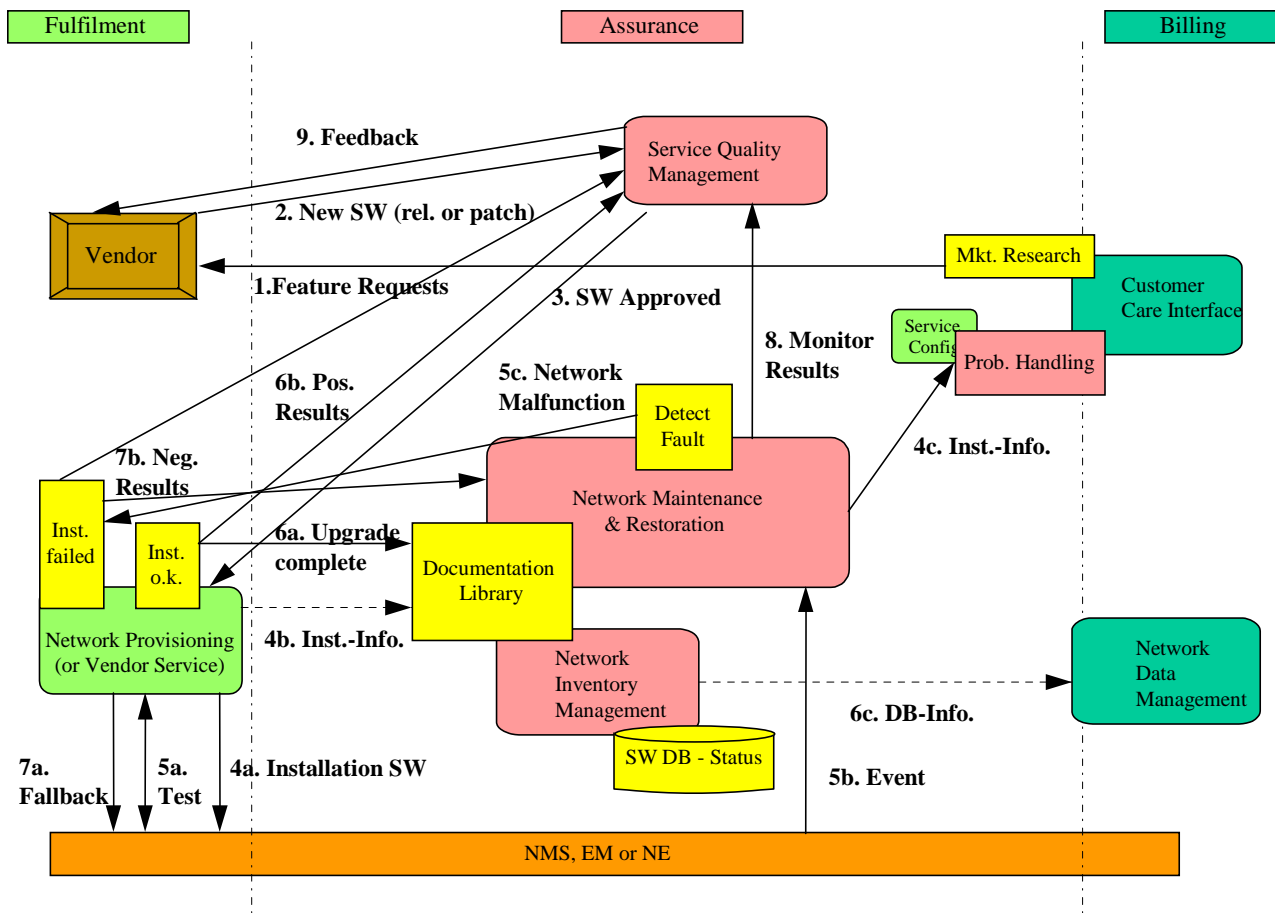 Fulfilment
Assurance
Billing
9. Feedback
Service Quality
Management
2. New SW (rel. or patch)
Vendor
Mkt. Research
1.Feature Requests
3. SW Approved
Customer
Care Interface
Service
Config
8. Monitor
Results
Prob. Handling
6b. Pos.
Results
5c. Network
Malfunction
Detect
Fault
4c. Inst.-Info.
7b. Neg.
Results
Network Maintenance
& Restoration
Inst.
failed
Inst.
o.k.
6a. Upgrade
complete
Documentation
Library
Network Provisioning
(or Vendor Service)
4b. Inst.-Info.
Network
Inventory
Management
Network
Data
Management
6c. DB-Info.
SW DB - Status
7a.
Fallback
5a.
Test
4a. Installation SW
5b. Event
NMS, EM or NE